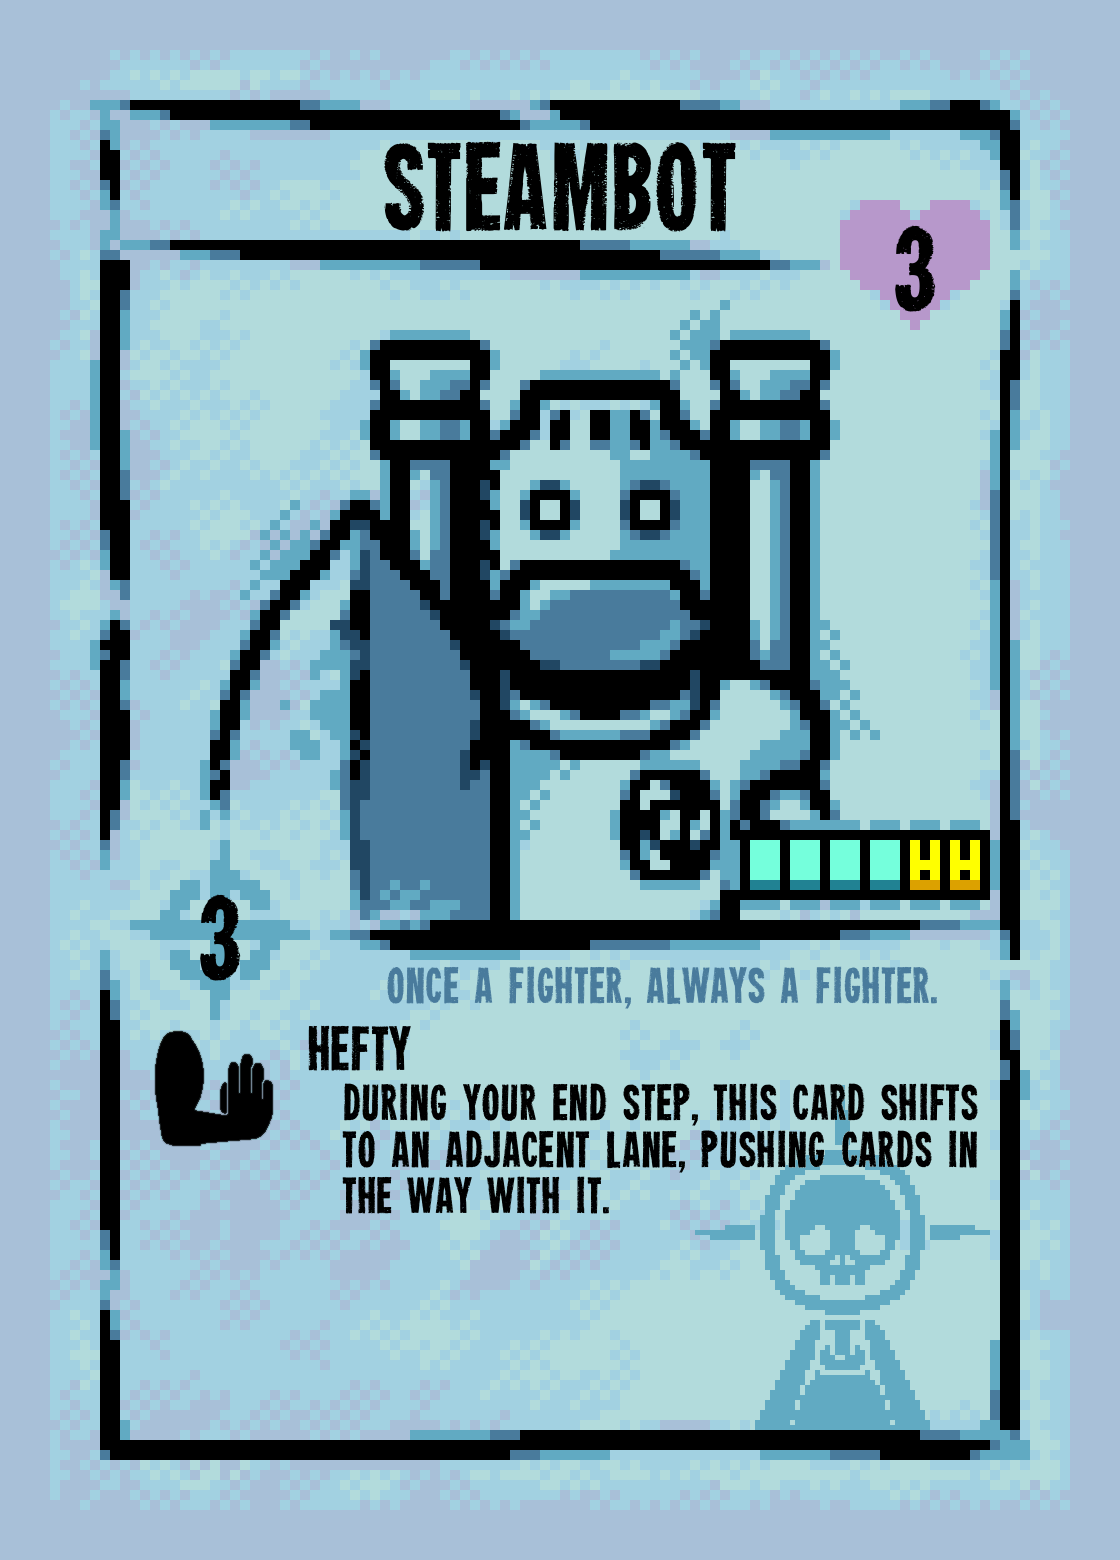 STEAMBOT
3
3
ONCE A FIGHTER, ALWAYS A FIGHTER.
HEFTY
DURING YOUR END STEP, THIS CARD SHIFTS
TO AN ADJACENT LANE, PUSHING CARDS IN
THE WAY WITH IT.